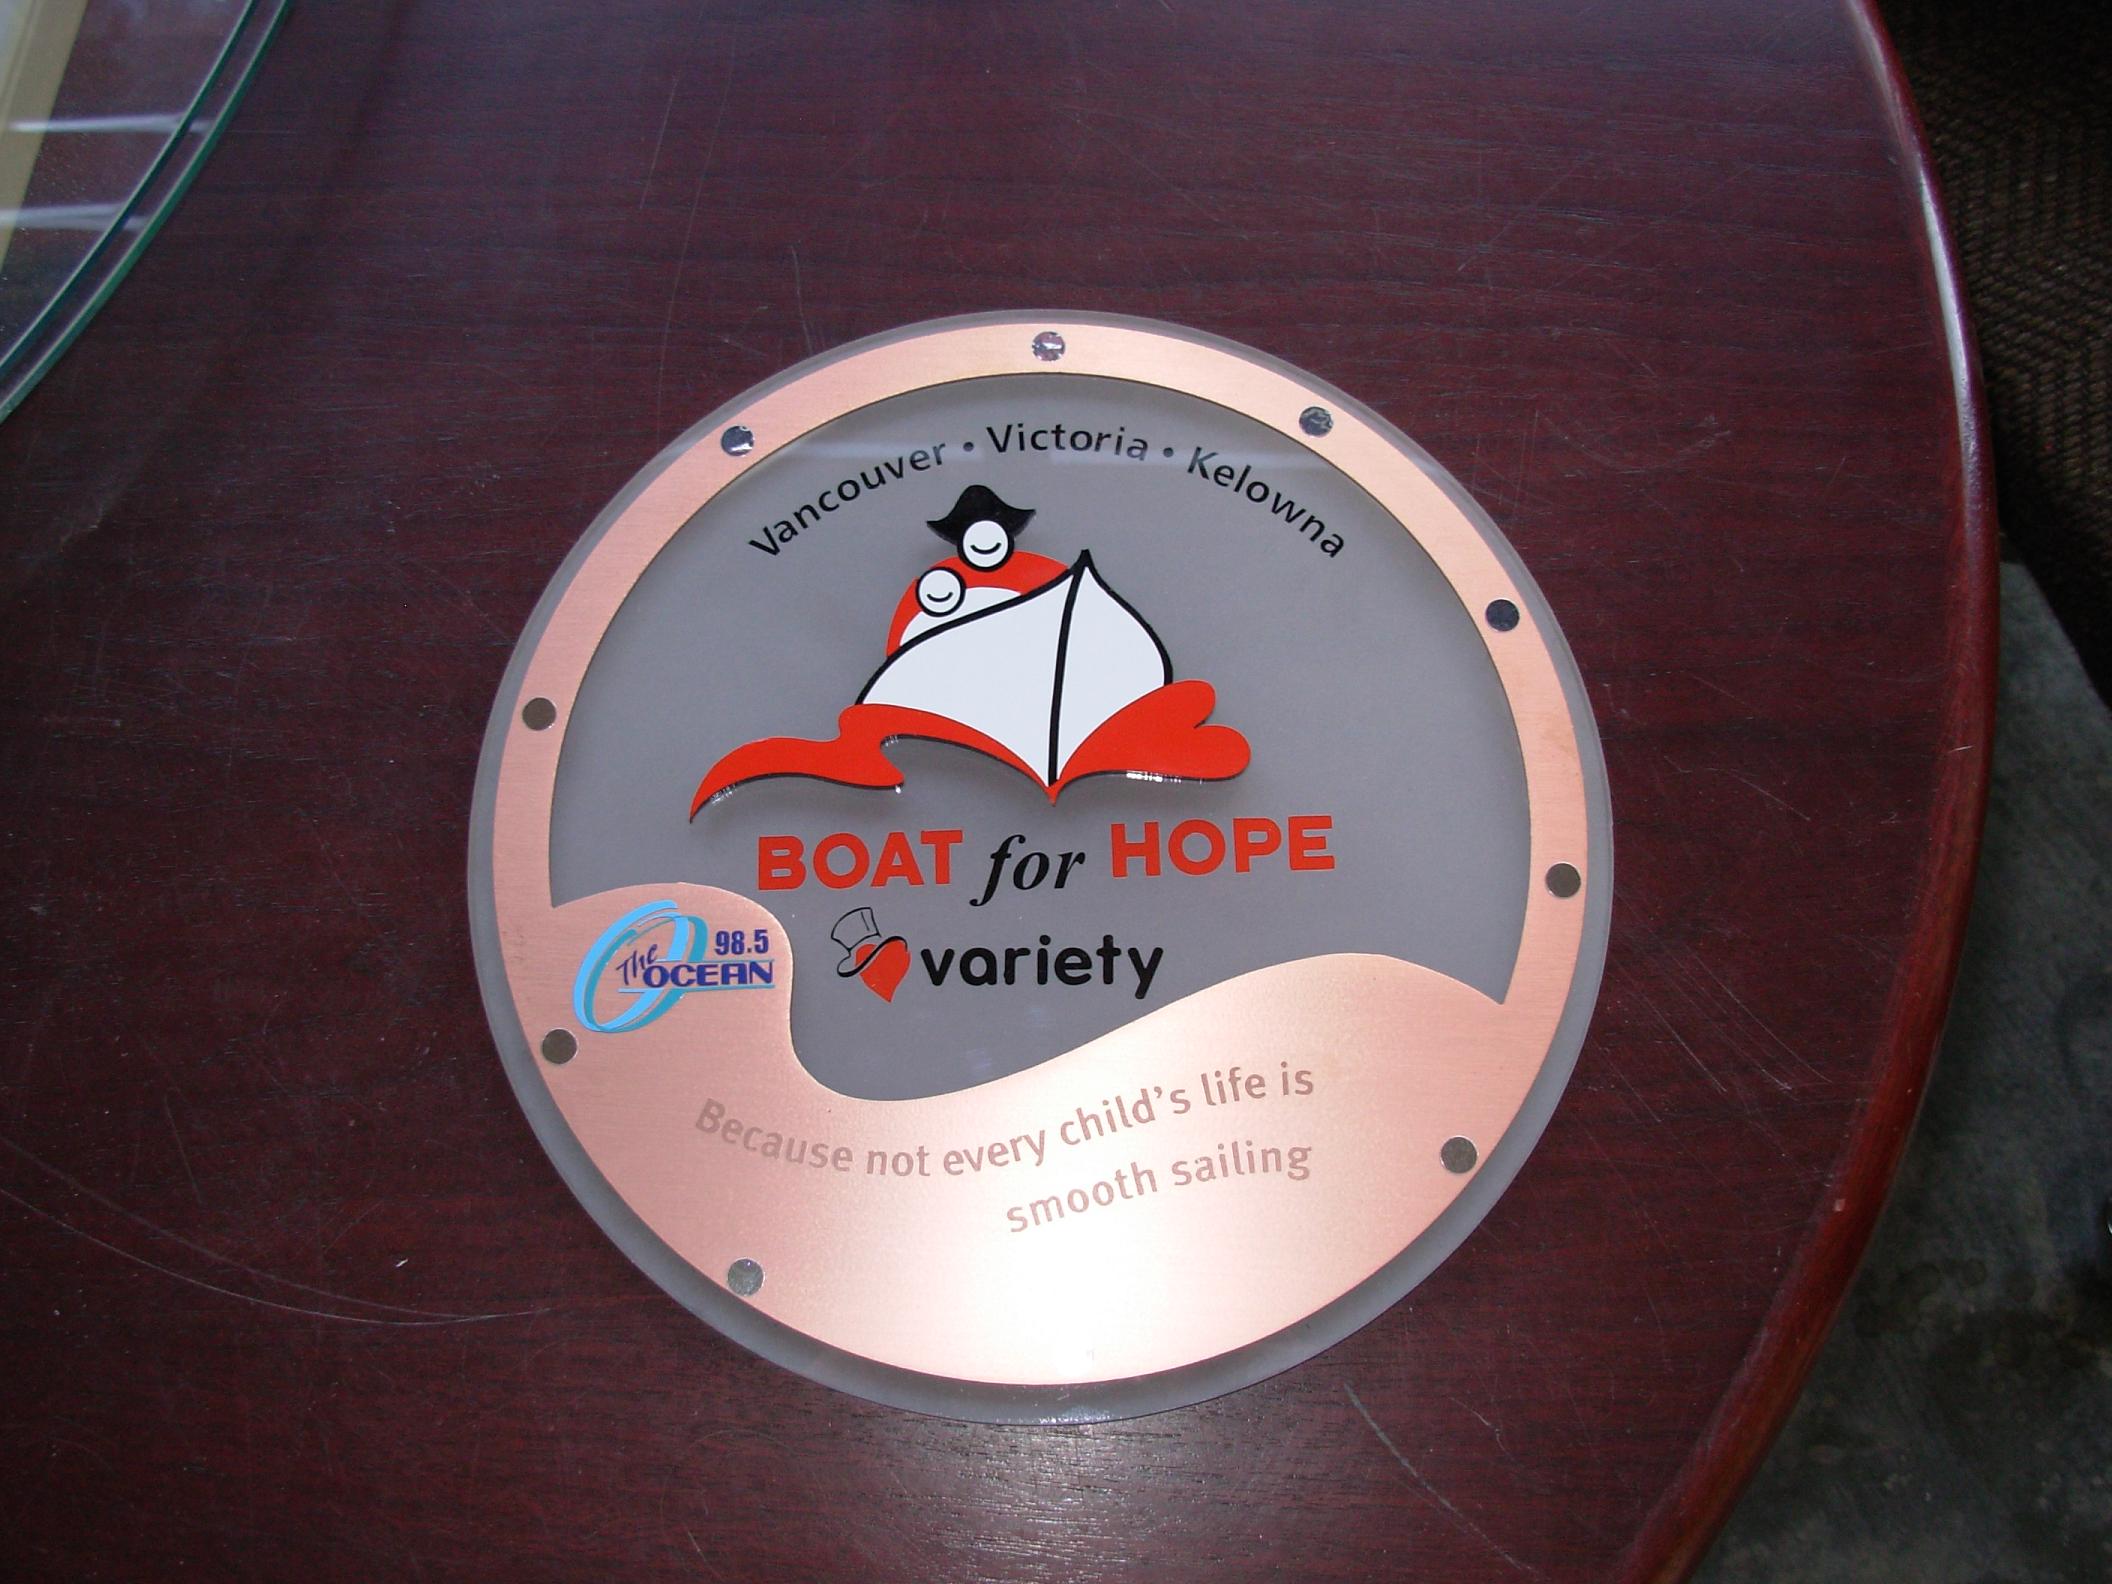 Vancouver • Victoria • Kelowna
BOAT for HOPE
variety
98.5
The
OCEAN
Because not every child's life is
smooth sailing